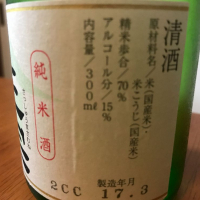 清酒
原材料名／米(国産米)・
米こうじ(国産米)
精米歩合／70%
アルコール分／15%
内容量／300㎖
純米酒
製造年月
2CC 17.3